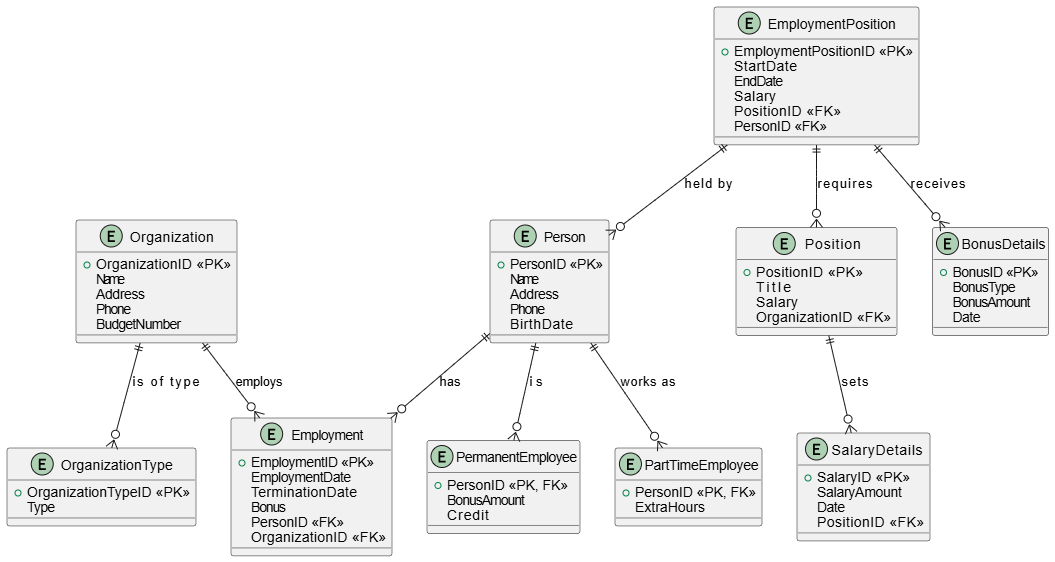 E EmploymentPosition
EmploymentPositionID «PK»
StartDate
EndDate
Salary
PositionID «FK»
PersonID «FK»
held by
requires
receives
E Organization
OrganizationID «PK»
Name
Address
Phone
BudgetNumber
E Person
PersonID «PK»
Name
Address
Phone
BirthDate
E Position
PositionID «PK»
Title
Salary
OrganizationID «FK»
E BonusDetails
BonusID «PK»
BonusType
BonusAmount
Date
is of type
employs
has
is
works as
sets
E OrganizationType
OrganizationTypeID «PK»
Type
E Employment
EmploymentID «PK»
EmploymentDate
TerminationDate
Bonus
PersonID «FK»
OrganizationID «FK»
E PermanentEmployee
PersonID «PK, FK»
BonusAmount
Credit
E PartTimeEmployee
PersonID «PK, FK»
ExtraHours
E SalaryDetails
SalaryID «PK»
SalaryAmount
Date
PositionID «FK»